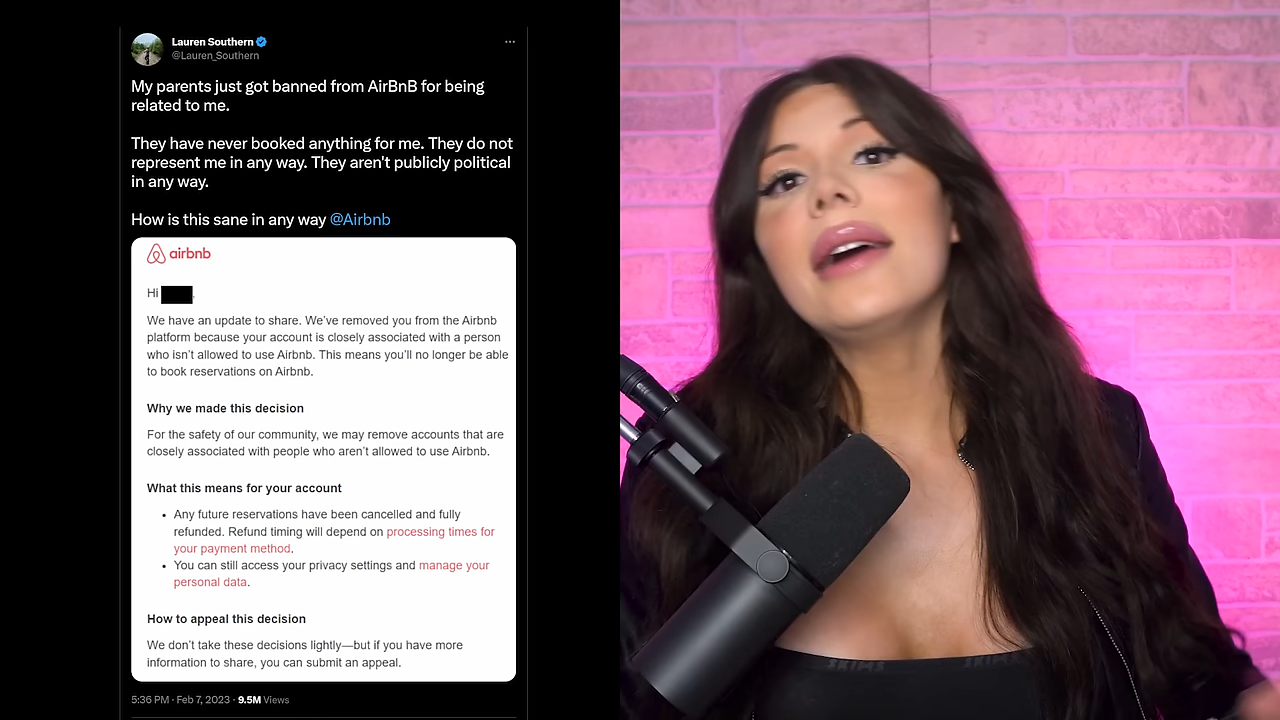 Lauren Southern
@Lauren_Southern
My parents just got banned from AirBnB for being
related to me.
They have never booked anything for me. They do not
represent me in any way. They aren't publicly political
in any way.
How is this sane in any way @Airbnb
airbnb
Hi
We have an update to share. We've removed you from the Airbnb
platform because your account is closely associated with a person
who isn't allowed to use Airbnb. This means you'll no longer be able
to book reservations on Airbnb.
Why we made this decision
For the safety of our community, we may remove accounts that are
closely associated with people who aren't allowed to use Airbnb.
What this means for your account
• Any future reservations have been cancelled and fully
refunded. Refund timing will depend on processing times for
your payment method.
• You can still access your privacy settings and manage your
personal data.
How to appeal this decision
We don't take these decisions lightly—but if you have more
information to share, you can submit an appeal.
5:36 PM · Feb 7, 2023 · 9.5M Views
SKIMS
SKIMS